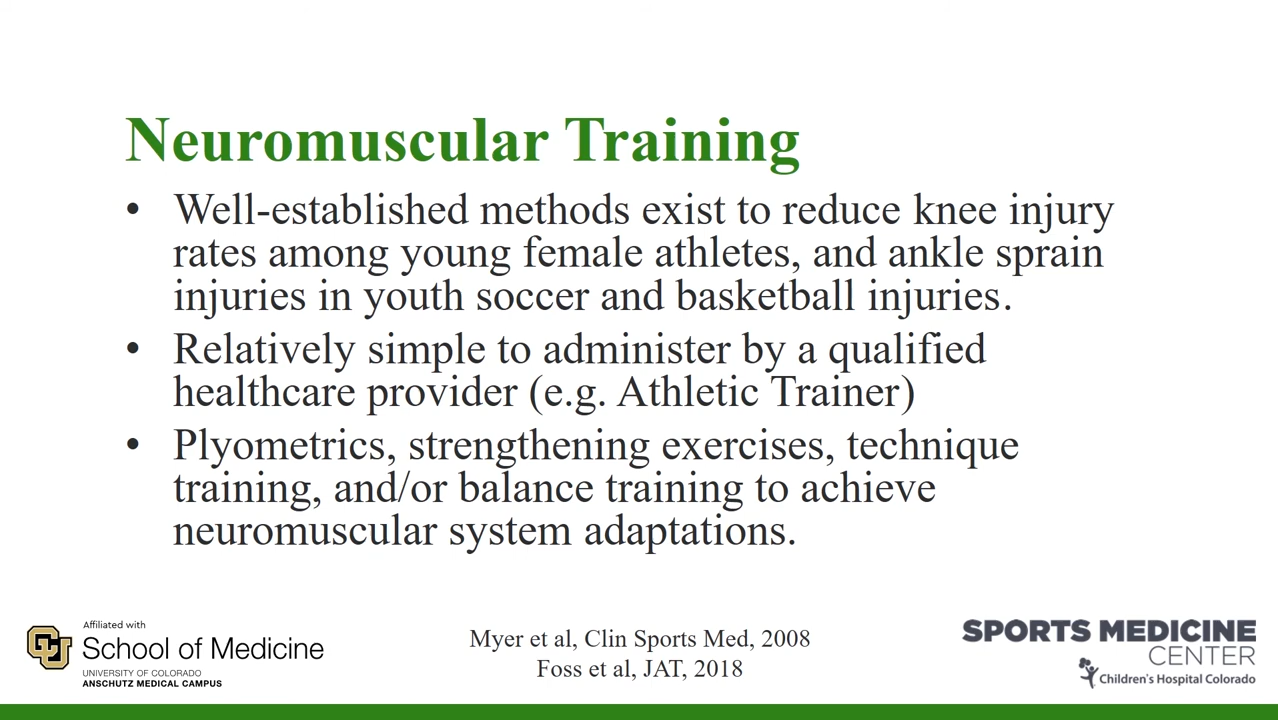 Neuromuscular Training
• Well-established methods exist to reduce knee injury
rates among young female athletes, and ankle sprain
injuries in youth soccer and basketball injuries.
• Relatively simple to administer by a qualified
healthcare provider (e.g. Athletic Trainer)
• Plyometrics, strengthening exercises, technique
training, and/or balance training to achieve
neuromuscular system adaptations.
CU
Affiliated with
School of Medicine
UNIVERSITY OF COLORADO
ANSCHUTZ MEDICAL CAMPUS
Myer et al, Clin Sports Med, 2008
Foss et al, JAT, 2018
SPORTS MEDICINE
CENTER
Children's Hospital Colorado